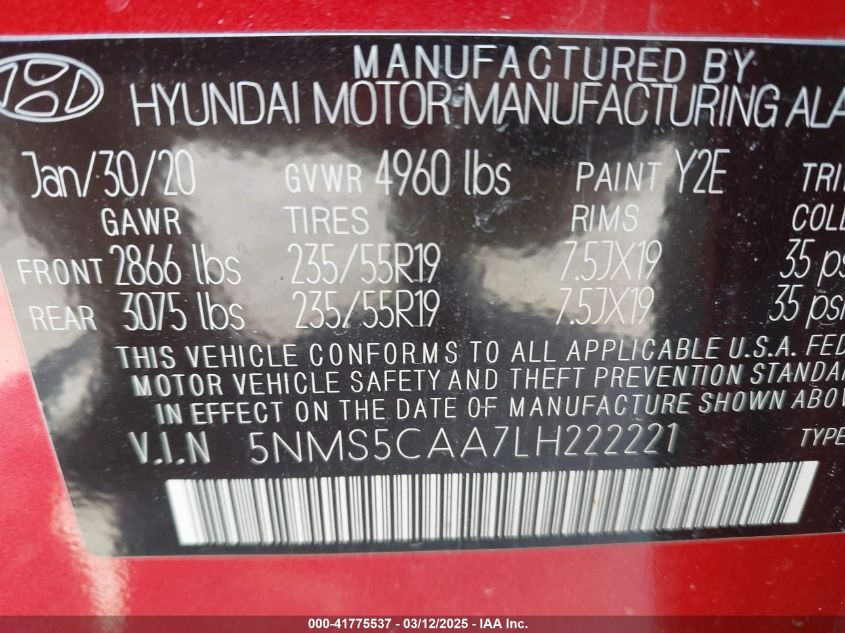 MANUFACTURED BY
HYUNDAI MOTOR MANUFACTURING ALA
Jan/30/20 GVWR 4960 lbs PAINT Y2E TRI
GAWR TIRES RIMS COL
FRONT 2866 lbs 235/55R19 7.5JX19 35 ps
REAR 3075 lbs 235/55R19 7.5JX19 35 psi
THIS VEHICLE CONFORMS TO ALL APPLICABLE U.S.A. FED
MOTOR VEHICLE SAFETY AND THEFT PREVENTION STANDA
IN EFFECT ON THE DATE OF MANUFACTURE SHOWN ABOV
V.I.N 5NMS5CAA7LH222221 TYPE
000-41775537 - 03/12/2025 - IAA Inc.